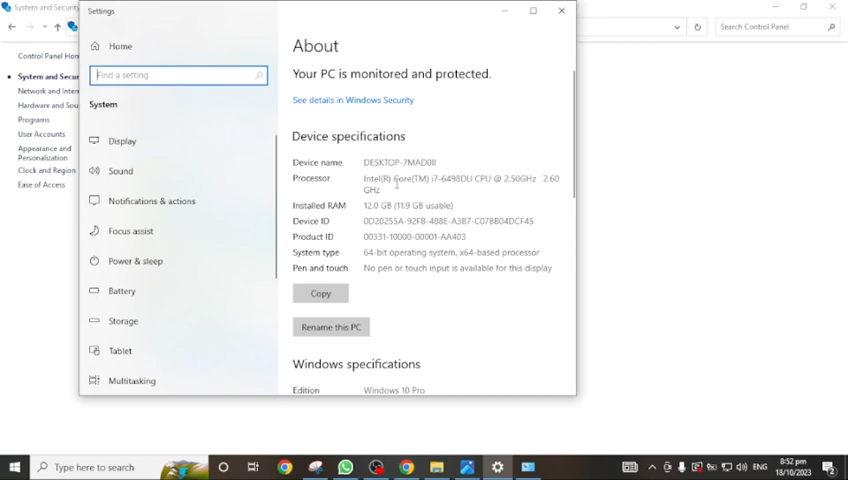 System and Security
Search Control Panel
Control Panel Hom
System and Secur
Network and Intern
Hardware and Sou
Programs
User Accounts
Appearance and
Personalization
Clock and Region
Ease of Access
Settings
Home
Find a setting
System
Display
Sound
Notifications & actions
Focus assist
Power & sleep
Battery
Storage
Tablet
Multitasking
About
Your PC is monitored and protected.
See details in Windows Security
Device specifications
Device name DESKTOP-7MAD0II
Processor Intel(R) Core(TM) i7-6498DU CPU @ 2.50GHz 2.60
GHz
Installed RAM 12.0 GB (11.9 GB usable)
Device ID 0D20255A-92FB-488E-A3B7-C07BB04DCF45
Product ID 00331-10000-00001-AA403
System type 64-bit operating system, x64-based processor
Pen and touch No pen or touch input is available for this display
Copy
Rename this PC
Windows specifications
Edition Windows 10 Pro
Type here to search
ENG
8:52 pm
18/10/2023
2